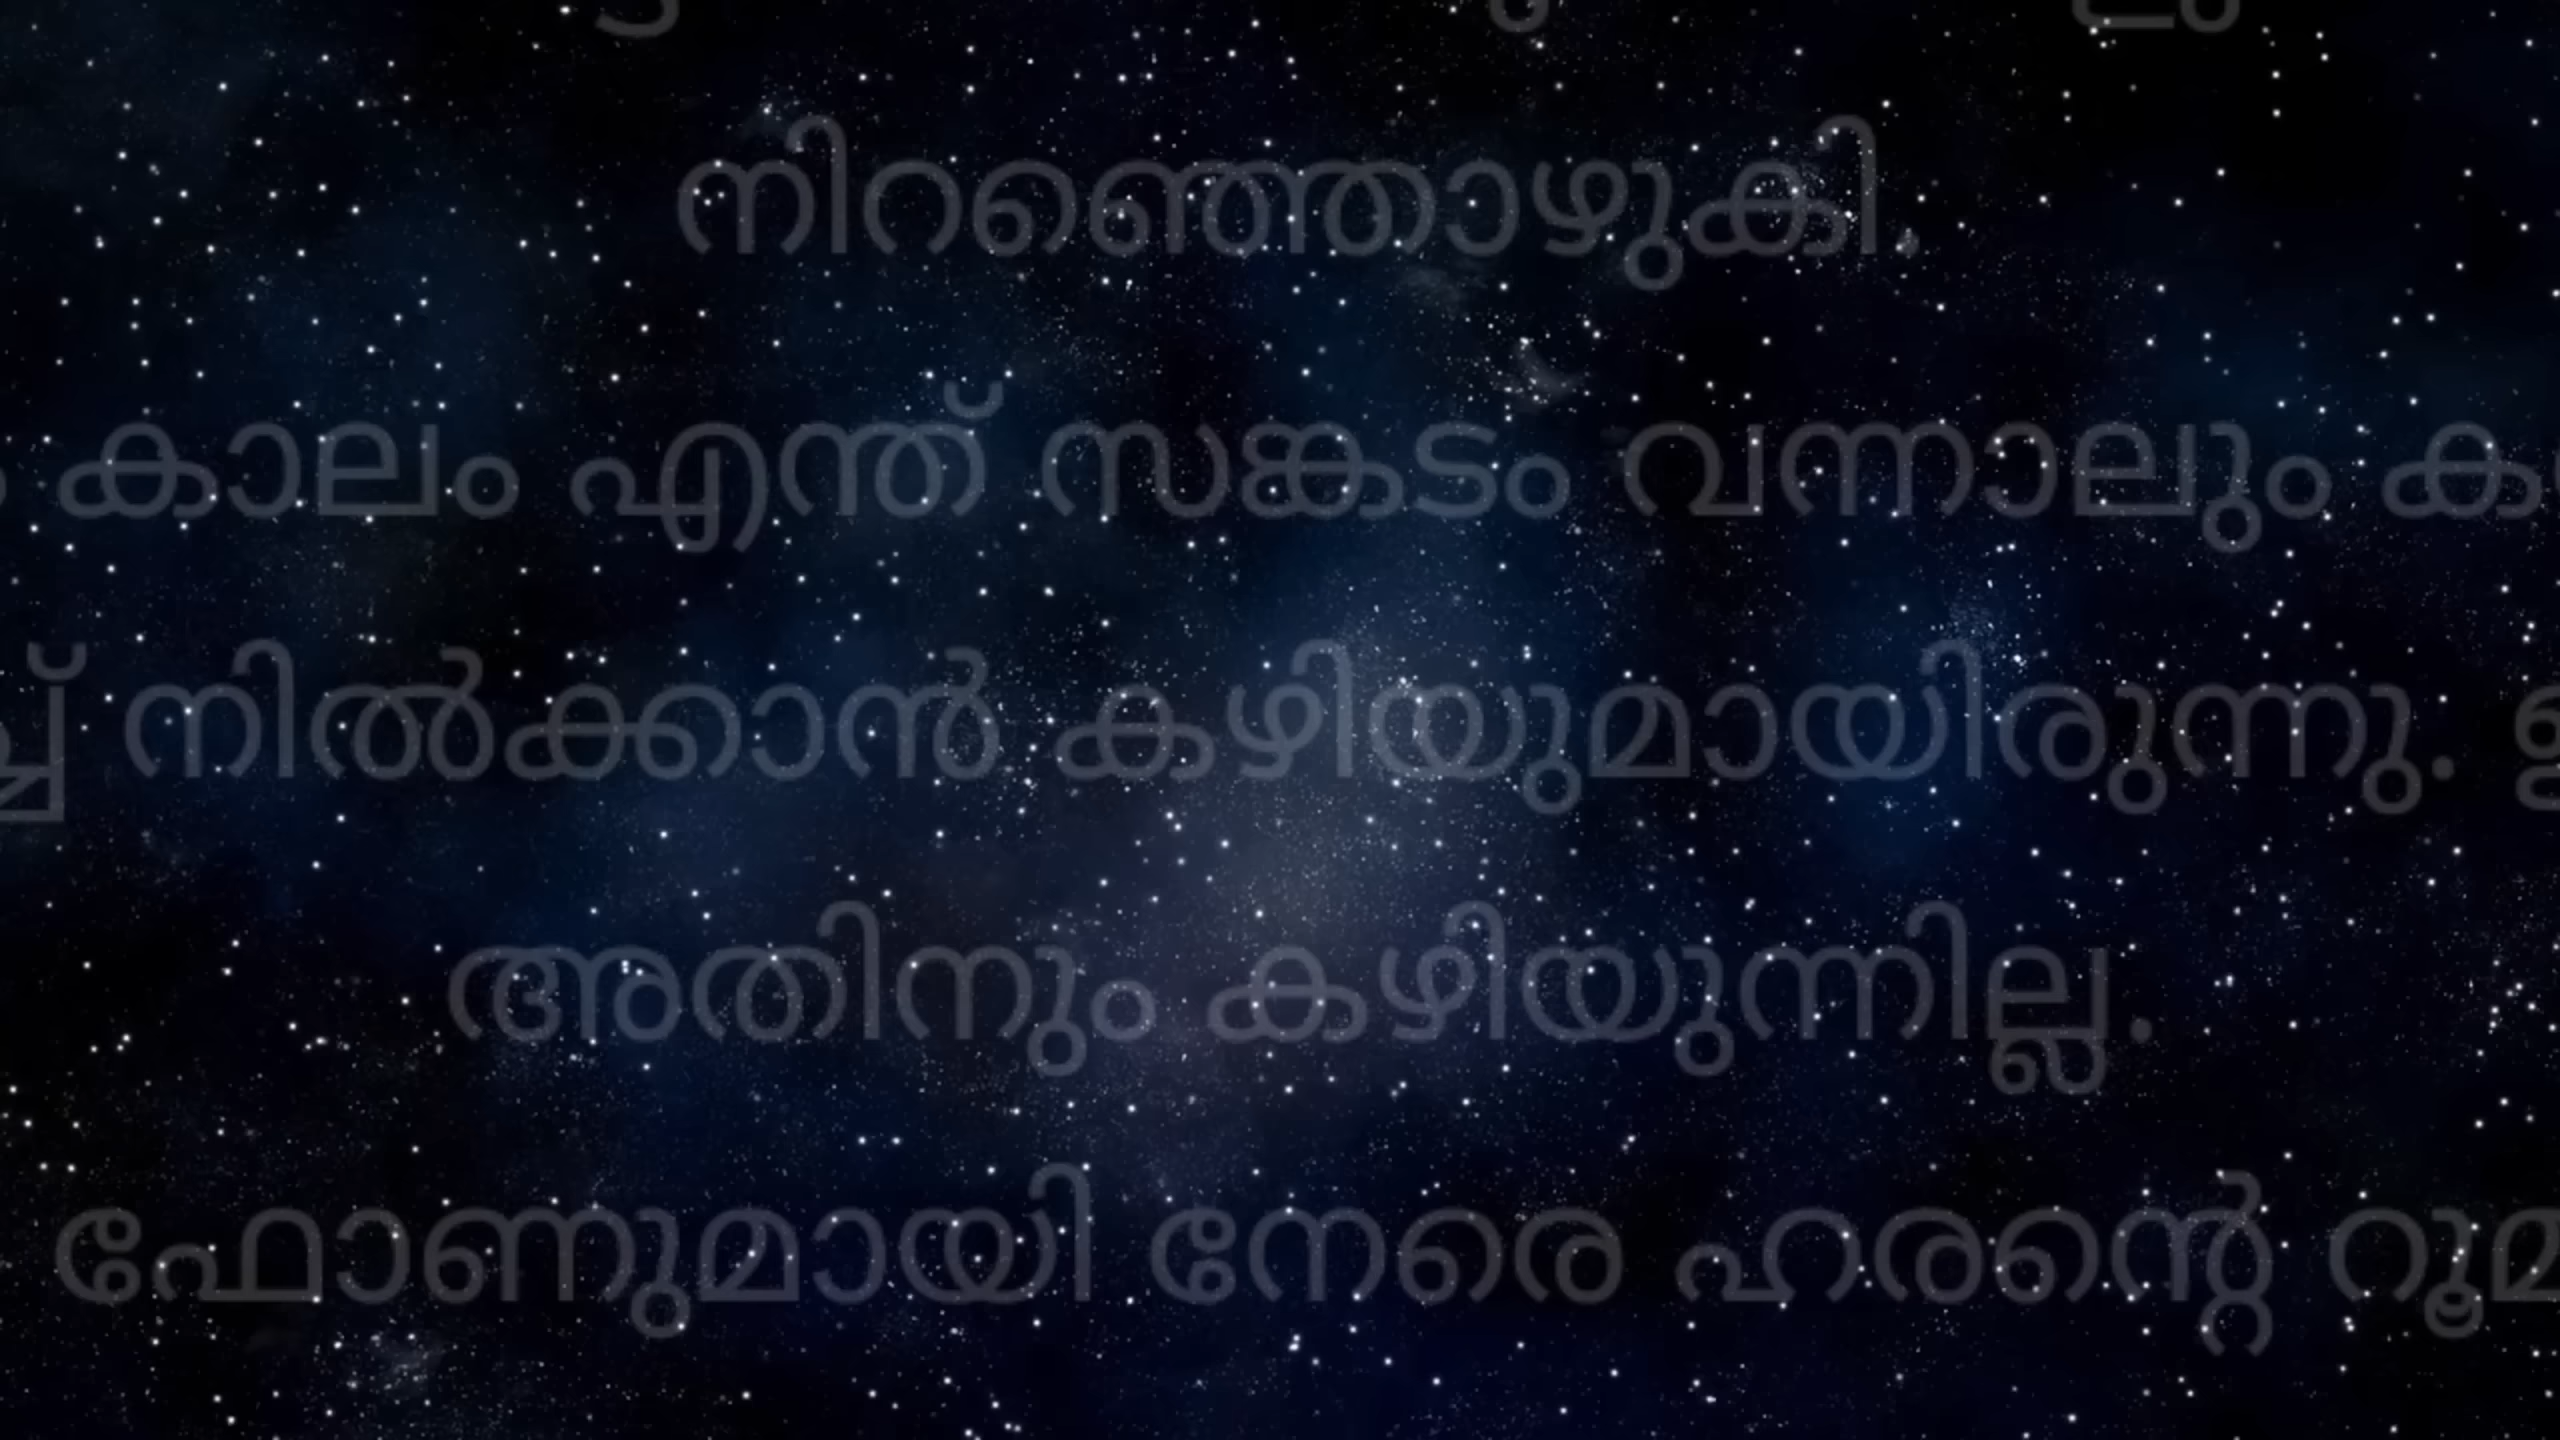 നിറഞ്ഞൊഴുകി.
കാലം എന്ത് സങ്കടം വന്നാലും
നിൽക്കാൻ കഴിയുമായിരുന്നു.
അതിനും കഴിയുന്നില്ല.
ഫോണുമായി നേരെ ഹരന്റെ